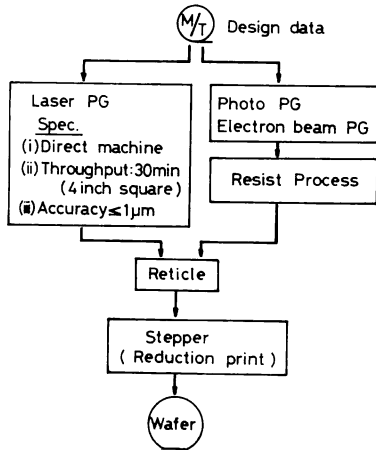 M/T Design data
Laser PG
Spec.
(i) Direct machine
(ii) Throughput: 30min
(4 inch square)
(iii) Accuracy ≤ 1μm
Photo PG
Electron beam PG
Resist Process
Reticle
Stepper
( Reduction print )
Wafer